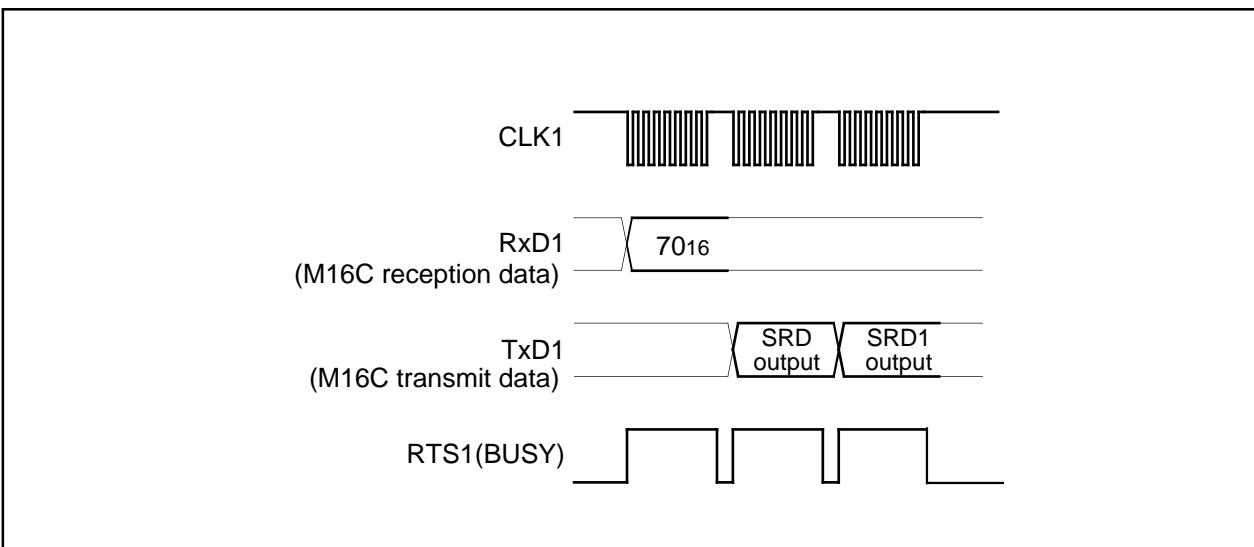 CLK1
RxD1
(M16C reception data)
7016
TxD1
(M16C transmit data)
SRD
output
SRD1
output
RTS1(BUSY)